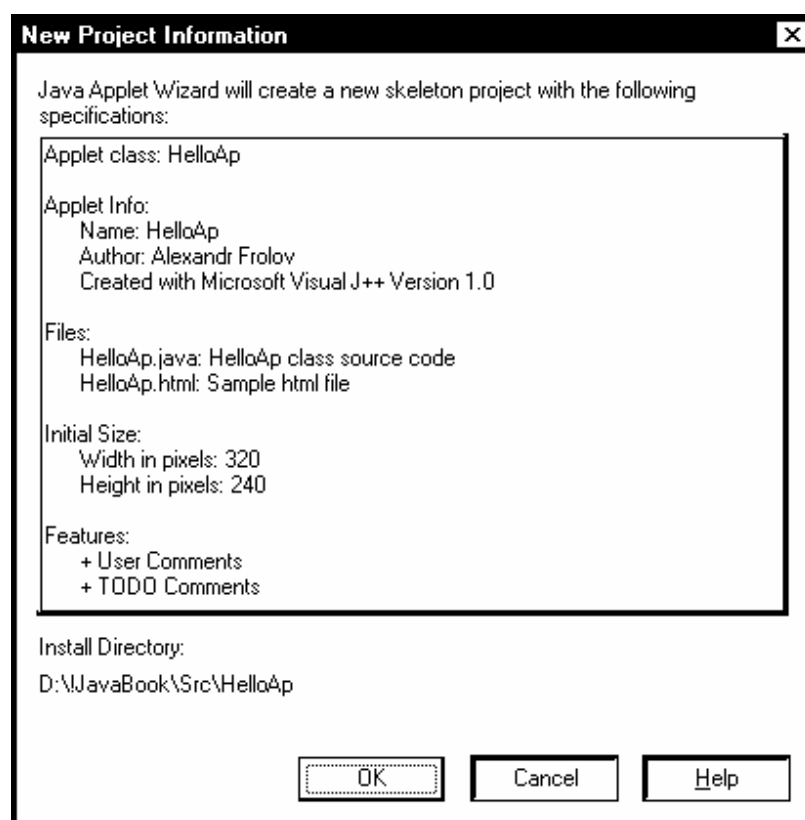 New Project Information
Java Applet Wizard will create a new skeleton project with the following
specifications:
Applet class: HelloAp
Applet Info:
Name: HelloAp
Author: Alexandr Frolov
Created with Microsoft Visual J++ Version 1.0
Files:
HelloAp.java: HelloAp class source code
HelloAp.html: Sample html file
Initial Size:
Width in pixels: 320
Height in pixels: 240
Features:
+ User Comments
+ TODO Comments
Install Directory:
D:\!JavaBook\Src\HelloAp
OK Cancel Help